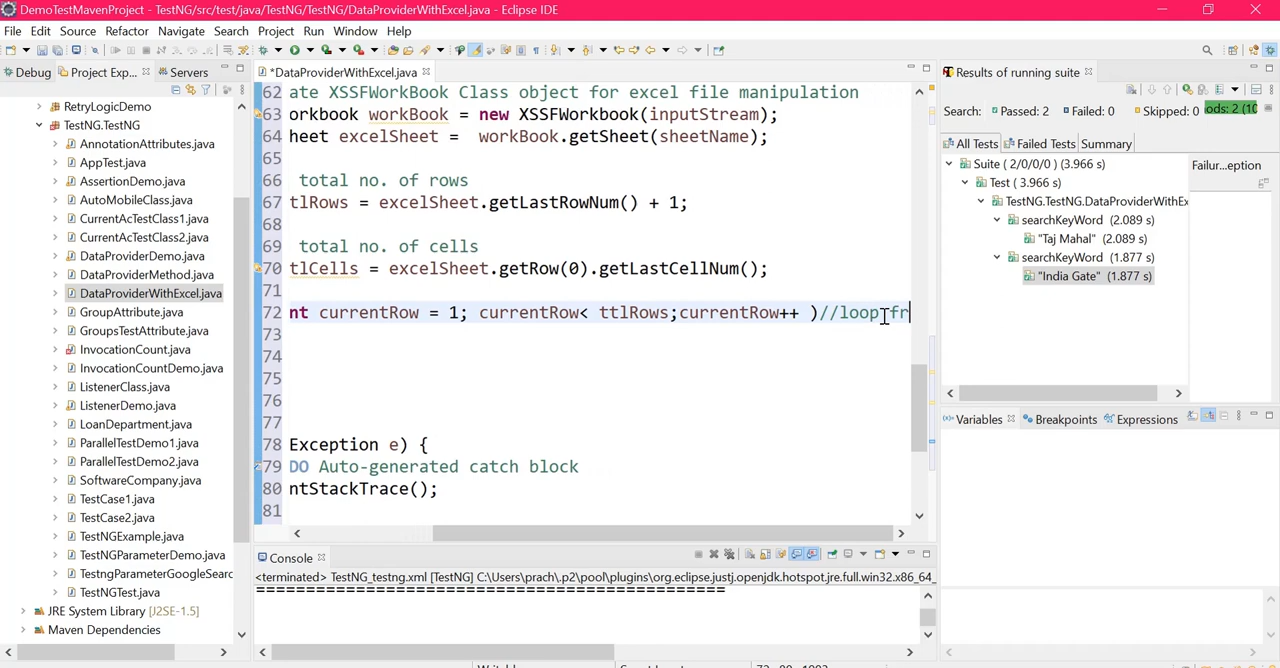 DemoTestMavenProject - TestNG/src/test/java/TestNG/TestNG/DataProviderWithExcel.java - Eclipse IDE
File Edit Source Refactor Navigate Search Project Run Window Help
Debug Project Exp... Servers
RetryLogicDemo
TestNG.TestNG
AnnotationAttributes.java
AppTest.java
AssertionDemo.java
AutoMobileClass.java
CurrentAcTestClass1.java
CurrentAcTestClass2.java
DataProviderDemo.java
DataProviderMethod.java
DataProviderWithExcel.java
GroupAttribute.java
GroupsTestAttribute.java
InvocationCount.java
InvocationCountDemo.java
ListenerClass.java
ListenerDemo.java
LoanDepartment.java
ParallelTestDemo1.java
ParallelTestDemo2.java
SoftwareCompany.java
TestCase1.java
TestCase2.java
TestNGExample.java
TestNGParameterDemo.java
TestngParameterGoogleSearc
TestNGTest.java
JRE System Library [J2SE-1.5]
Maven Dependencies
*DataProviderWithExcel.java
62 ate XSSFWorkBook Class object for excel file manipulation
63 orkbook workBook = new XSSFWorkbook(inputStream);
64 heet excelSheet = workBook.getSheet(sheetName);
65
66 total no. of rows
67 tlRows = excelSheet.getLastRowNum() + 1;
68
69 total no. of cells
70 tlCells = excelSheet.getRow(0).getLastCellNum();
71
72 nt currentRow = 1; currentRow< ttlRows;currentRow++ )//loop fr
73
74
75
76
77
78 Exception e) {
79 DO Auto-generated catch block
80 ntStackTrace();
81
Console
<terminated> TestNG_testng.xml [TestNG] C:\Users\prach\.p2\pool\plugins\org.eclipse.justj.openjdk.hotspot.jre.full.win32.x86_64_
===============================================
Results of running suite
Search: Passed: 2 Failed: 0 Skipped: 0 ods: 2 (10
All Tests Failed Tests Summary
Suite ( 2/0/0/0 ) (3.966 s)
Test ( 3.966 s)
TestNG.TestNG.DataProviderWithEx
searchKeyWord (2.089 s)
"Taj Mahal" (2.089 s)
searchKeyWord (1.877 s)
"India Gate" (1.877 s)
Failur...eption
Variables Breakpoints Expressions